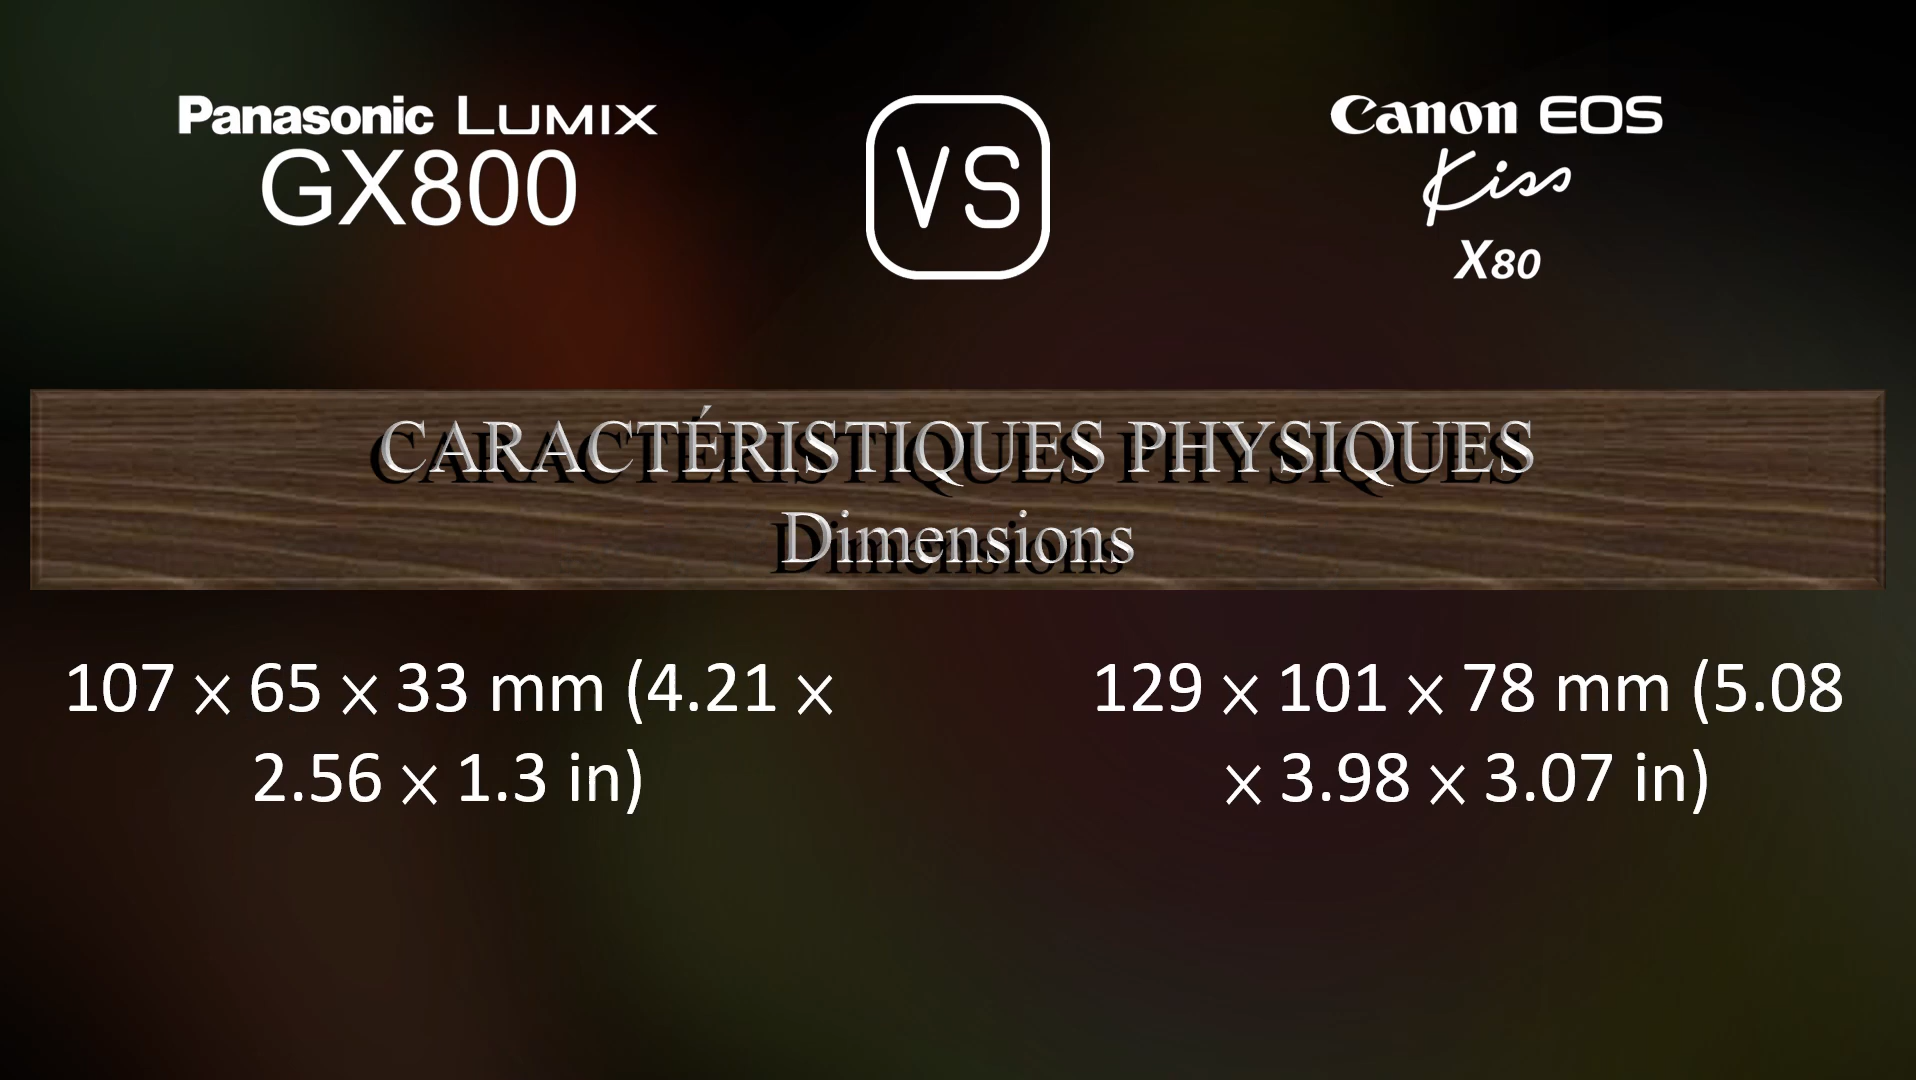 Panasonic LUMIX
GX800
VS
Canon EOS
Kiss
X80
CARACTÉRISTIQUES PHYSIQUES
Dimensions
107 x 65 x 33 mm (4.21 x
2.56 x 1.3 in)
129 x 101 x 78 mm (5.08
x 3.98 x 3.07 in)